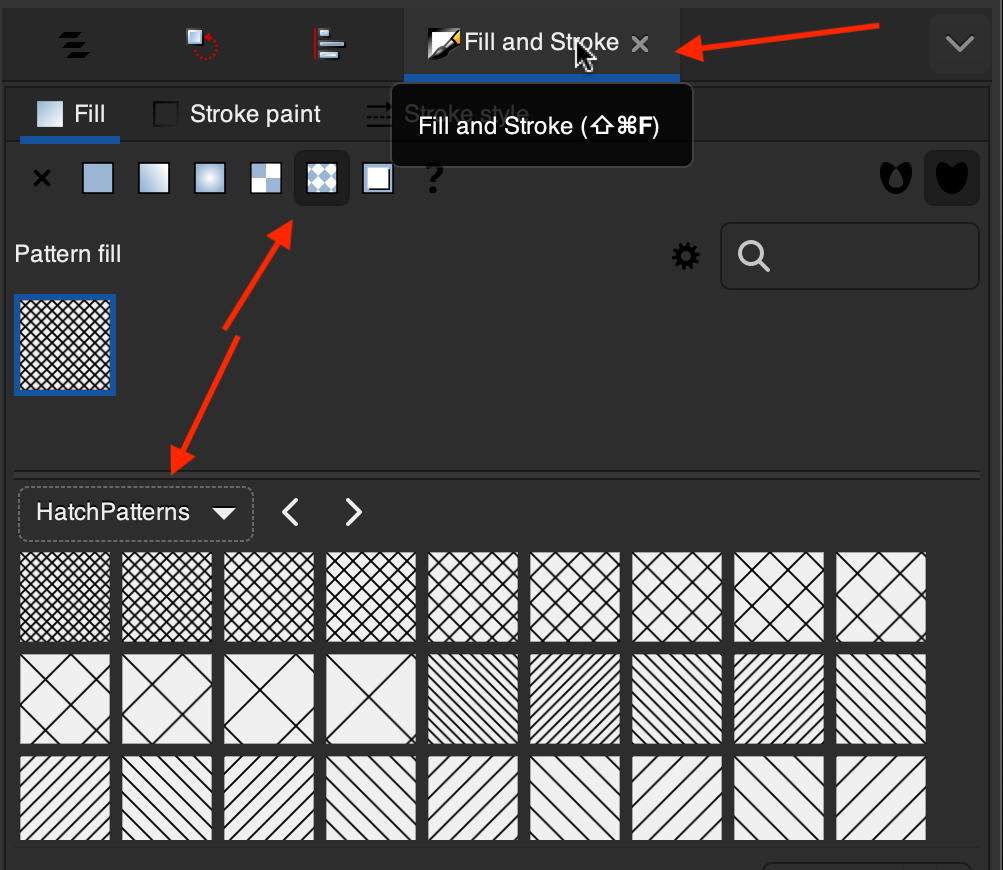 Fill and Stroke
Fill
Stroke paint
Stroke style
Fill and Stroke (⇧⌘F)
?
Pattern fill
HatchPatterns